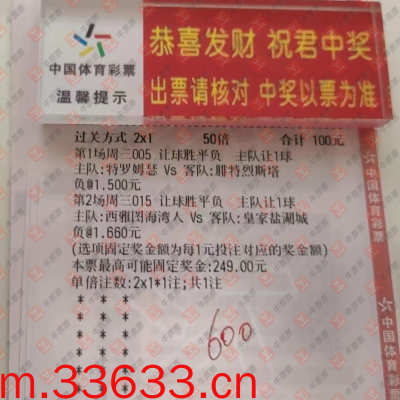 恭喜发财 祝君中奖
中国体育彩票
温馨提示
出票请核对 中奖以票为准
过关方式 2x1 50倍 合计 100元
第1场周三005 让球胜平负 主队让1球
主队:特罗姆瑟 Vs 客队:腓特烈斯塔
负@1.500元
第2场周三015 让球胜平负 主队让1球
主队:西雅图海湾人 Vs 客队:皇家盐湖城
负@1.660元
(选项固定奖金额为每1元投注对应的奖金额)
本票最高可能固定奖金:249.00元
单倍注数:2x1*1注;共1注
* * *
* * *
* * *
* * *
* * *
600
中国体育彩票
中国体育彩票
m.33633.cn